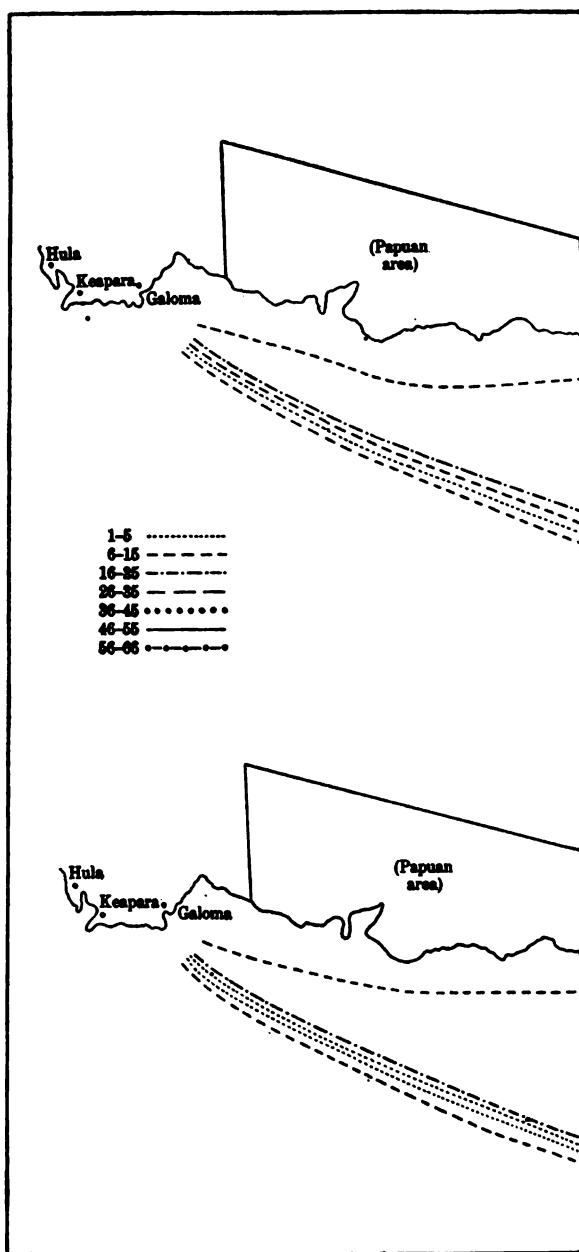 (Papuan
area)
Hula
Keapara
Galoma
1–5
6–15
16–25
26–35
36–45
46–55
56–66
(Papuan
area)
Hula
Keapara
Galoma